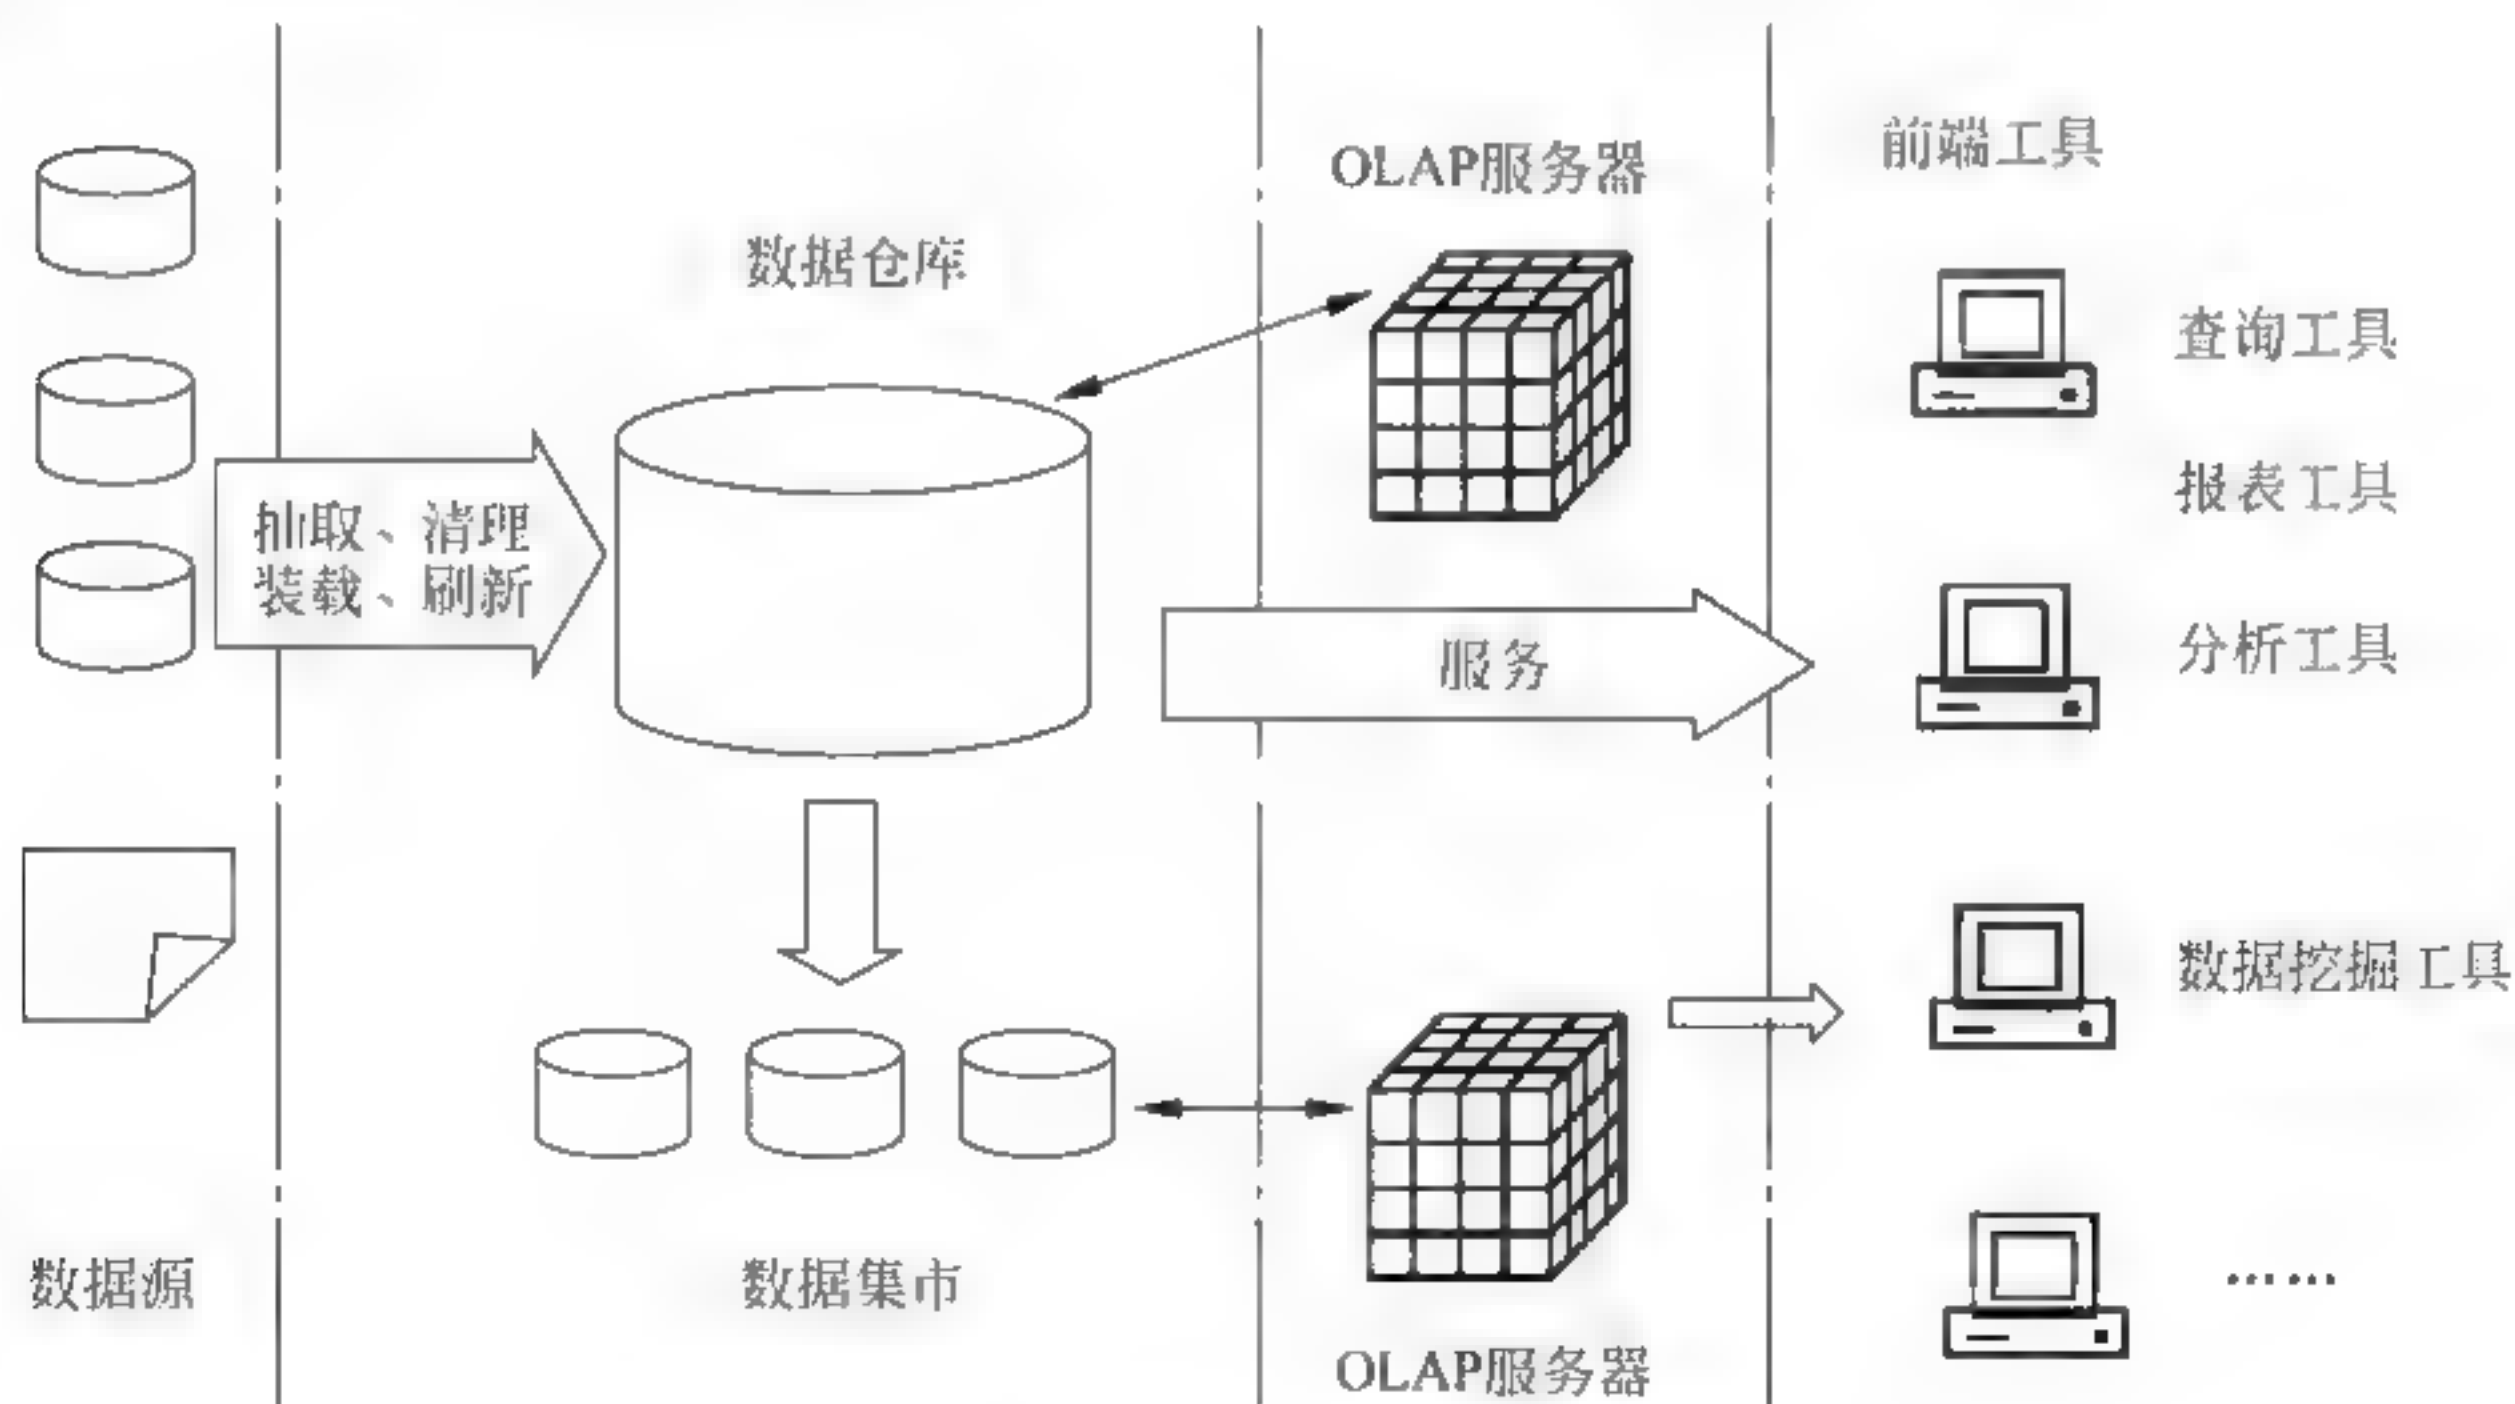 OLAP服务器
前端工具
数据仓库
查询工具
报表工具
抽取、清理
装载、刷新
服务
分析工具
数据挖掘工具
数据源
数据集市
……
OLAP服务器